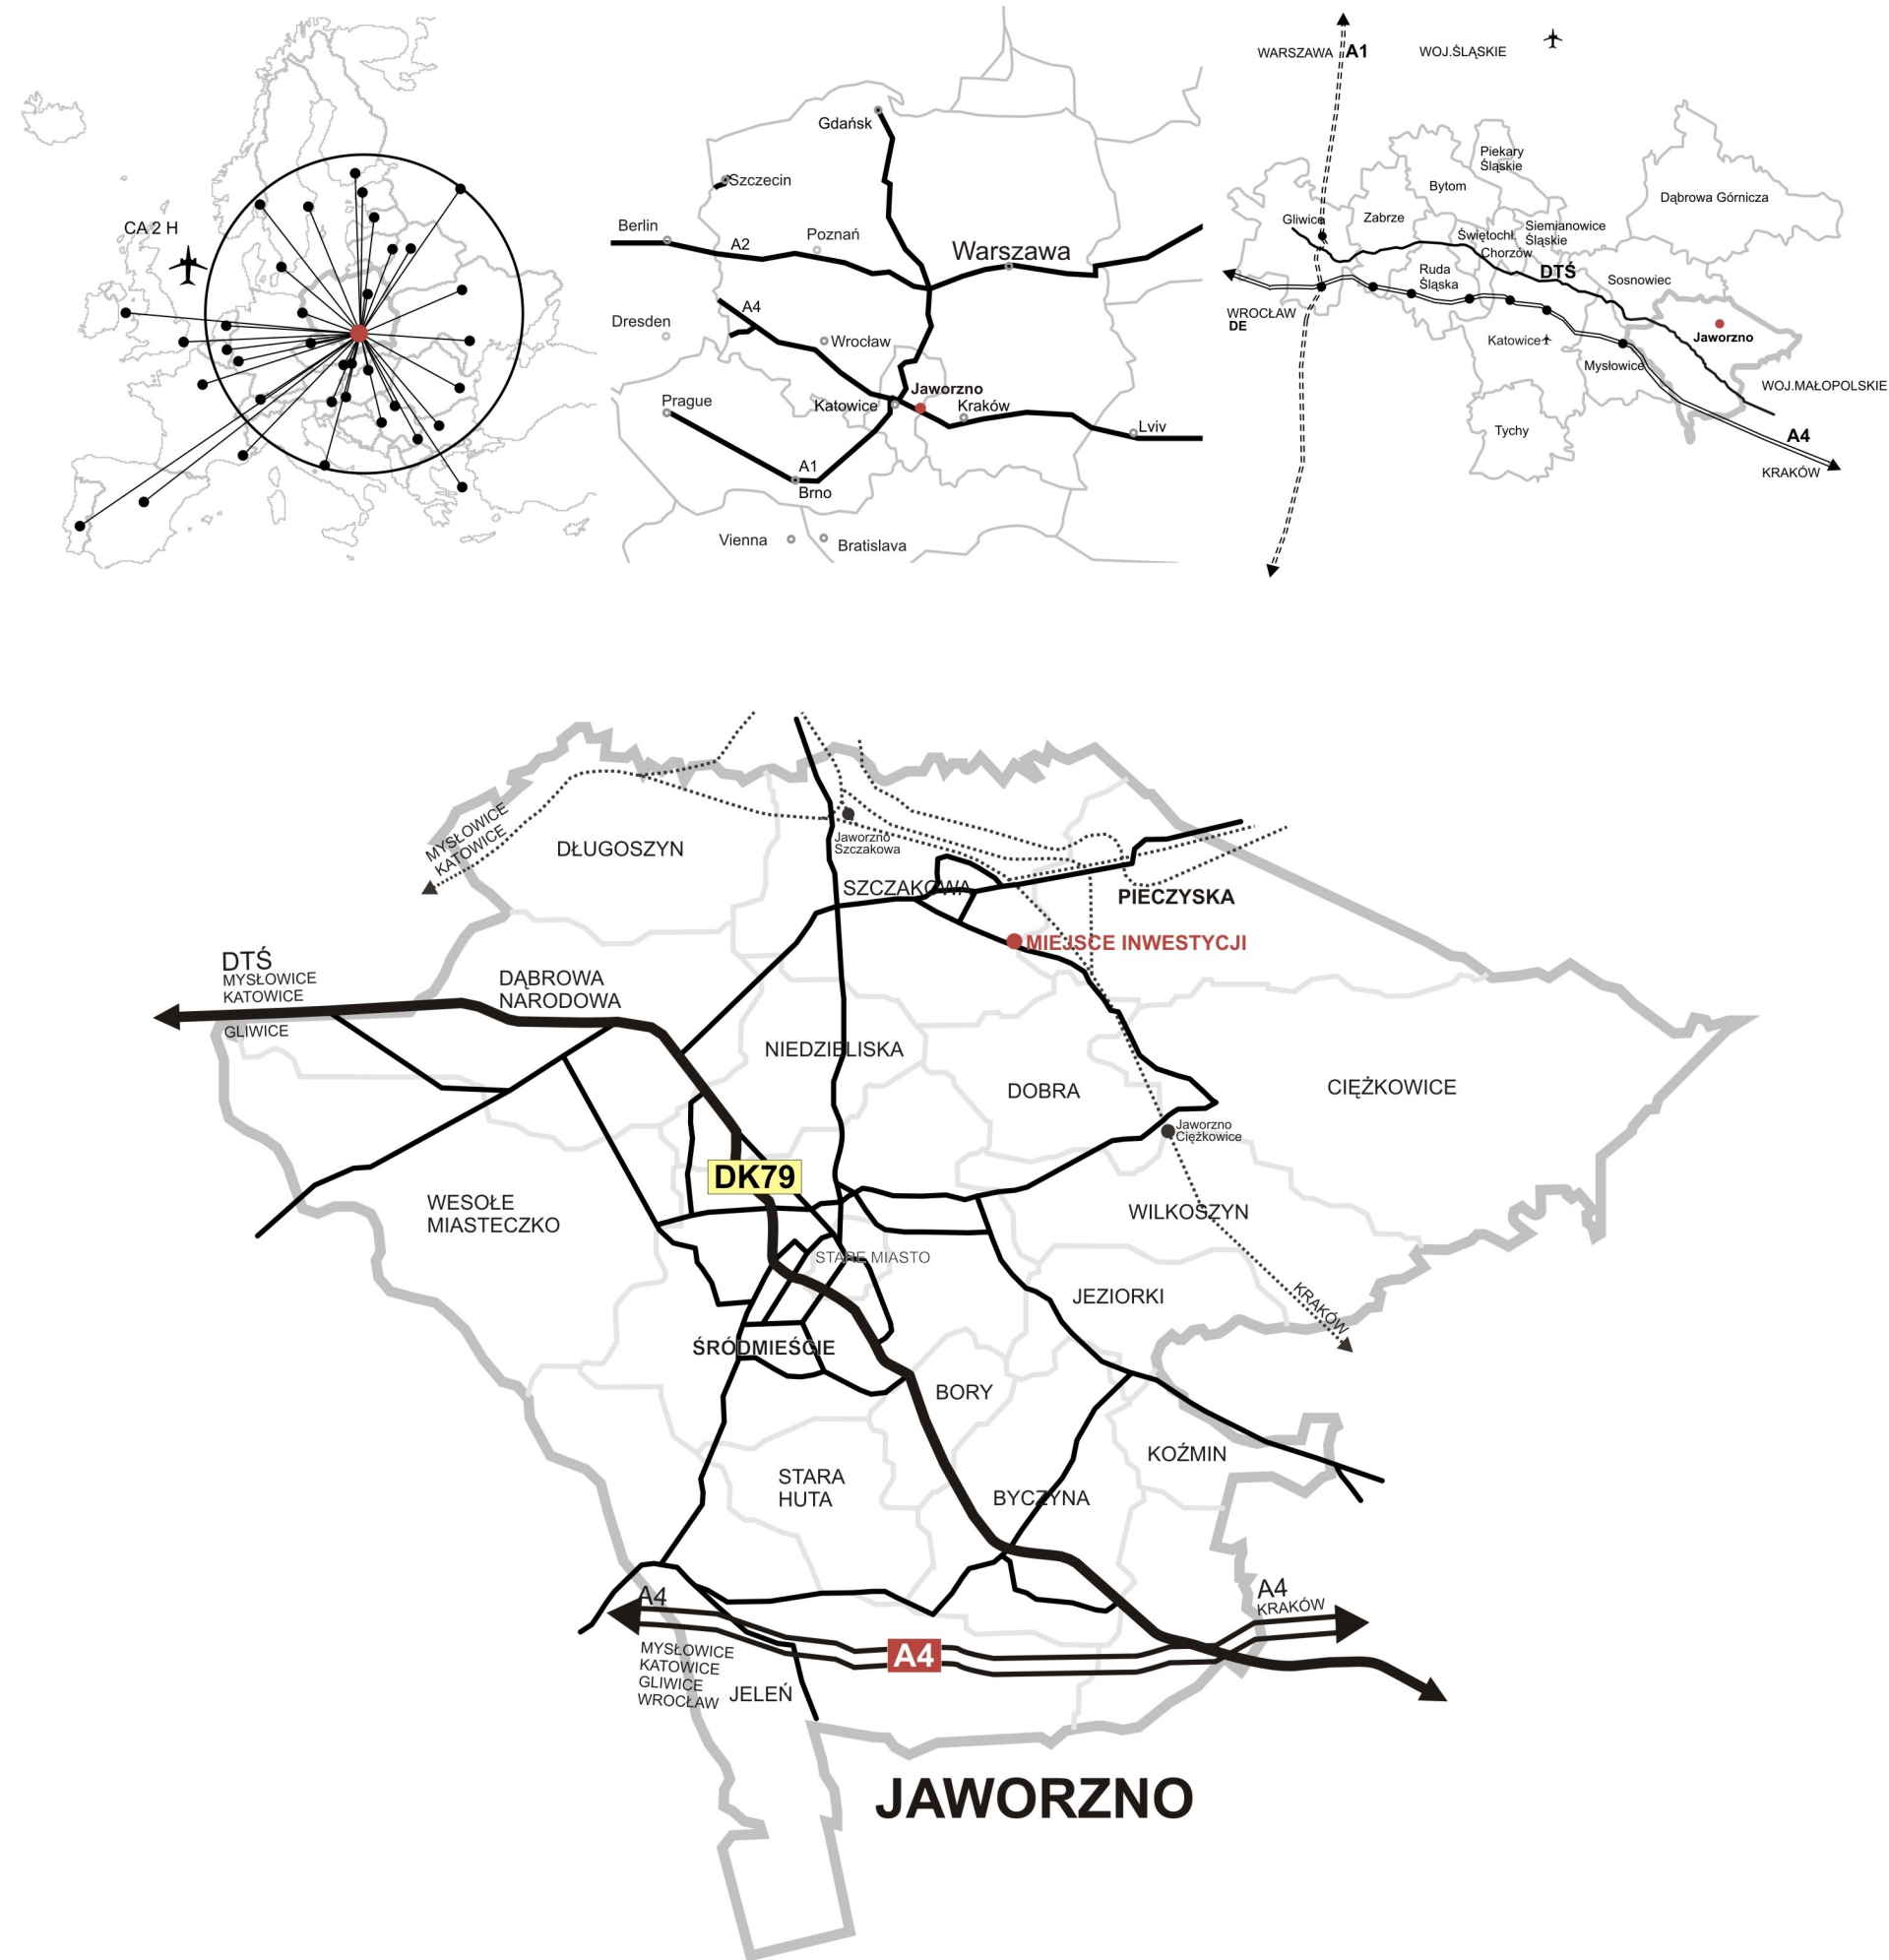 CA 2 H
Gdańsk
Szczecin
Berlin
A2
Poznań
Warszawa
A4
Dresden
Wrocław
Jaworzno
Prague
Katowice
Kraków
Lviv
A1
Brno
Vienna
Bratislava
WARSZAWA
A1
WOJ.ŚLĄSKIE
Piekary
Śląskie
Bytom
Dąbrowa Górnicza
Gliwice
Zabrze
Siemianowice
Śląskie
Świętochł.
Chorzów
Ruda
Śląska
DTŚ
Sosnowiec
WROCŁAW
DE
Katowice
Jaworzno
Mysłowice
WOJ.MAŁOPOLSKIE
Tychy
A4
KRAKÓW
MYSŁOWICE
KATOWICE
DŁUGOSZYN
Jaworzno
Szczakowa
SZCZAKOWA
PIECZYSKA
MIEJSCE INWESTYCJI
DTŚ
MYSŁOWICE
KATOWICE
GLIWICE
DĄBROWA
NARODOWA
NIEDZIELISKA
DOBRA
CIĘŻKOWICE
Jaworzno
Ciężkowice
DK79
WESOŁE
MIASTECZKO
WILKOSZYN
STARE MIASTO
JEZIORKI
KRAKÓW
ŚRÓDMIEŚCIE
BORY
KOŹMIN
STARA
HUTA
BYCZYNA
A4
A4
KRAKÓW
A4
MYSŁOWICE
KATOWICE
GLIWICE
WROCŁAW
JELEŃ
JAWORZNO